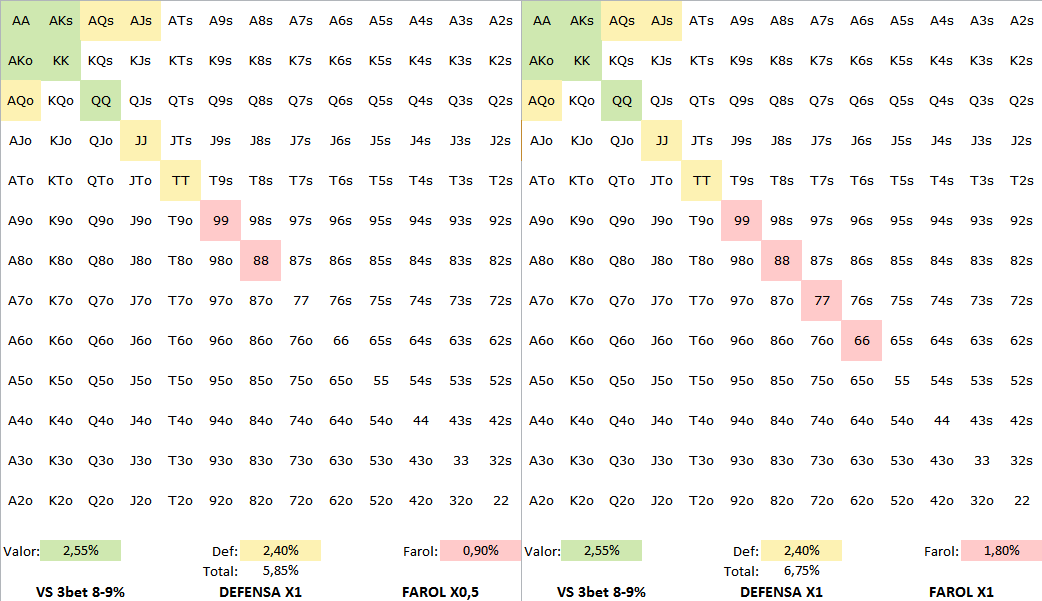 AA AKs AQs AJs ATs A9s A8s A7s A6s A5s A4s A3s A2s AA AKs AQs AJs ATs A9s A8s A7s A6s A5s A4s A3s A2s
AKo KK KQs KJs KTs K9s K8s K7s K6s K5s K4s K3s K2s AKo KK KQs KJs KTs K9s K8s K7s K6s K5s K4s K3s K2s
AQo KQo QQ QJs QTs Q9s Q8s Q7s Q6s Q5s Q4s Q3s Q2s AQo KQo QQ QJs QTs Q9s Q8s Q7s Q6s Q5s Q4s Q3s Q2s
AJo KJo QJo JJ JTs J9s J8s J7s J6s J5s J4s J3s J2s AJo KJo QJo JJ JTs J9s J8s J7s J6s J5s J4s J3s J2s
ATo KTo QTo JTo TT T9s T8s T7s T6s T5s T4s T3s T2s ATo KTo QTo JTo TT T9s T8s T7s T6s T5s T4s T3s T2s
A9o K9o Q9o J9o T9o 99 98s 97s 96s 95s 94s 93s 92s A9o K9o Q9o J9o T9o 99 98s 97s 96s 95s 94s 93s 92s
A8o K8o Q8o J8o T8o 98o 88 87s 86s 85s 84s 83s 82s A8o K8o Q8o J8o T8o 98o 88 87s 86s 85s 84s 83s 82s
A7o K7o Q7o J7o T7o 97o 87o 77 76s 75s 74s 73s 72s A7o K7o Q7o J7o T7o 97o 87o 77 76s 75s 74s 73s 72s
A6o K6o Q6o J6o T6o 96o 86o 76o 66 65s 64s 63s 62s A6o K6o Q6o J6o T6o 96o 86o 76o 66 65s 64s 63s 62s
A5o K5o Q5o J5o T5o 95o 85o 75o 65o 55 54s 53s 52s A5o K5o Q5o J5o T5o 95o 85o 75o 65o 55 54s 53s 52s
A4o K4o Q4o J4o T4o 94o 84o 74o 64o 54o 44 43s 42s A4o K4o Q4o J4o T4o 94o 84o 74o 64o 54o 44 43s 42s
A3o K3o Q3o J3o T3o 93o 83o 73o 63o 53o 43o 33 32s A3o K3o Q3o J3o T3o 93o 83o 73o 63o 53o 43o 33 32s
A2o K2o Q2o J2o T2o 92o 82o 72o 62o 52o 42o 32o 22 A2o K2o Q2o J2o T2o 92o 82o 72o 62o 52o 42o 32o 22
Valor: 2,55% Def: 2,40% Farol: 0,90% Valor: 2,55% Def: 2,40% Farol: 1,80%
Total: 5,85% Total: 6,75%
VS 3bet 8-9% DEFENSA X1 FAROL X0,5 VS 3bet 8-9% DEFENSA X1 FAROL X1